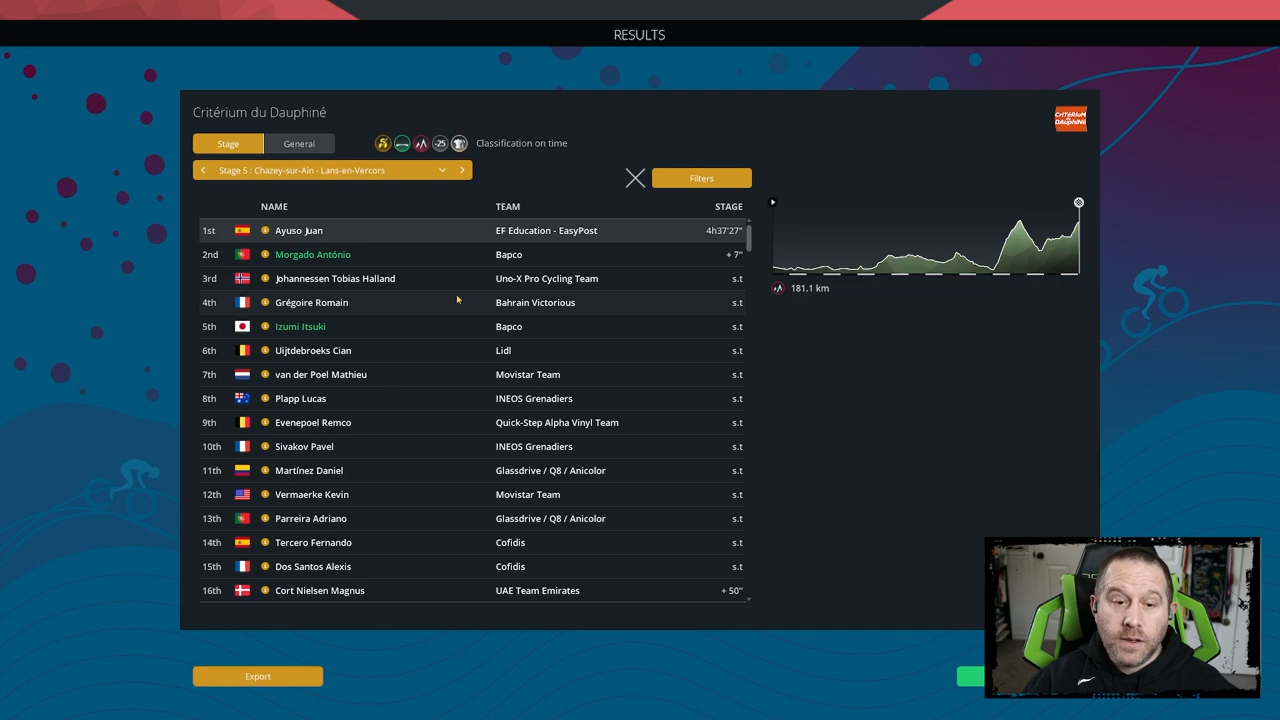 RESULTS
Critérium du Dauphiné
CRITÉRIUM DU DAUPHINÉ
Stage General -25 Classification on time
Stage 5 : Chazey-sur-Ain - Lans-en-Vercors
Filters
NAME TEAM STAGE
1st Ayuso Juan EF Education - EasyPost 4h37'27"
2nd Morgado António Bapco + 7"
3rd Johannessen Tobias Halland Uno-X Pro Cycling Team s.t
4th Grégoire Romain Bahrain Victorious s.t
5th Izumi Itsuki Bapco s.t
6th Uijtdebroeks Cian Lidl s.t
7th van der Poel Mathieu Movistar Team s.t
8th Plapp Lucas INEOS Grenadiers s.t
9th Evenepoel Remco Quick-Step Alpha Vinyl Team s.t
10th Sivakov Pavel INEOS Grenadiers s.t
11th Martínez Daniel Glassdrive / Q8 / Anicolor s.t
12th Vermaerke Kevin Movistar Team s.t
13th Parreira Adriano Glassdrive / Q8 / Anicolor s.t
14th Tercero Fernando Cofidis s.t
15th Dos Santos Alexis Cofidis s.t
16th Cort Nielsen Magnus UAE Team Emirates + 50"
181.1 km
Export